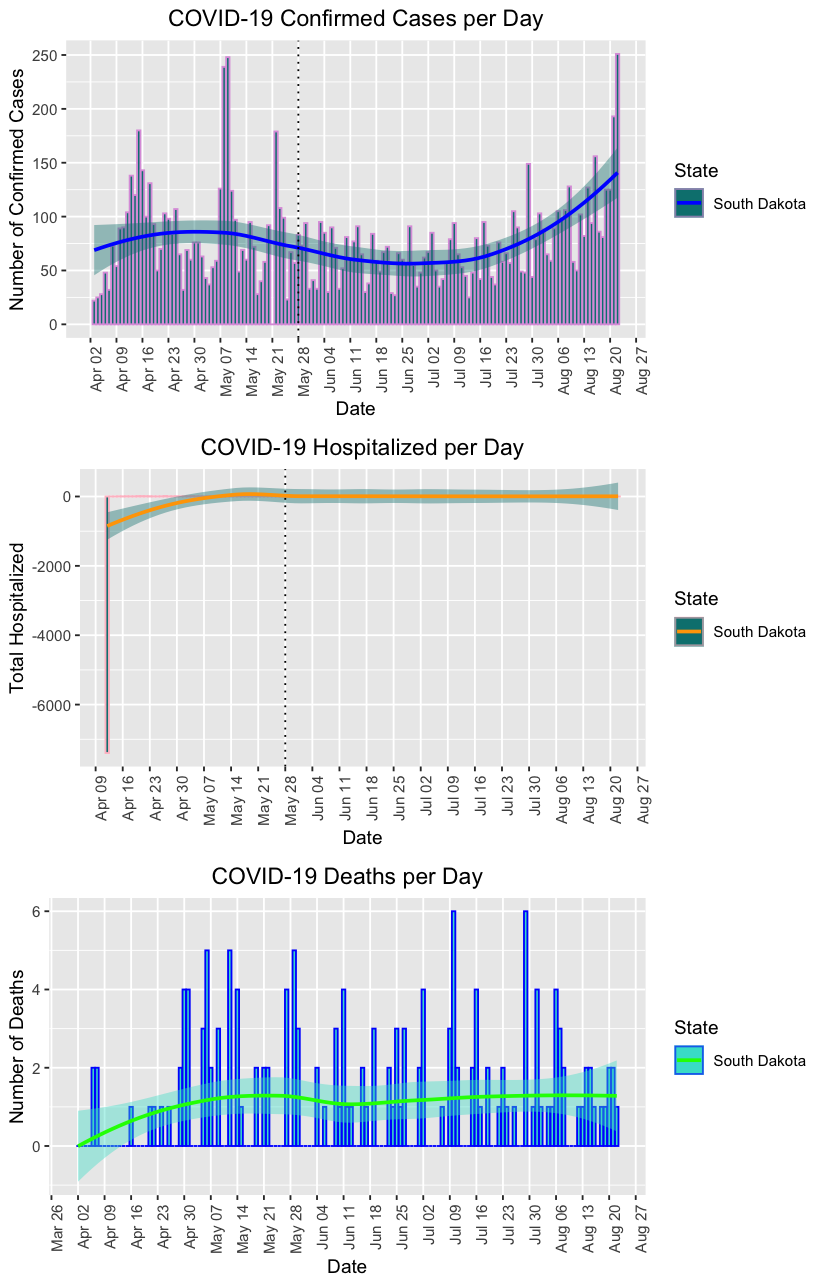 COVID-19 Confirmed Cases per Day
Number of Confirmed Cases
250
200
150
100
50
0
Apr 02
Apr 09
Apr 16
Apr 23
Apr 30
May 07
May 14
May 21
May 28
Jun 04
Jun 11
Jun 18
Jun 25
Jul 02
Jul 09
Jul 16
Jul 23
Jul 30
Aug 06
Aug 13
Aug 20
Aug 27
Date
State
South Dakota
COVID-19 Hospitalized per Day
Total Hospitalized
0
-2000
-4000
-6000
Apr 09
Apr 16
Apr 23
Apr 30
May 07
May 14
May 21
May 28
Jun 04
Jun 11
Jun 18
Jun 25
Jul 02
Jul 09
Jul 16
Jul 23
Jul 30
Aug 06
Aug 13
Aug 20
Aug 27
Date
State
South Dakota
COVID-19 Deaths per Day
Number of Deaths
6
4
2
0
Mar 26
Apr 02
Apr 09
Apr 16
Apr 23
Apr 30
May 07
May 14
May 21
May 28
Jun 04
Jun 11
Jun 18
Jun 25
Jul 02
Jul 09
Jul 16
Jul 23
Jul 30
Aug 06
Aug 13
Aug 20
Aug 27
Date
State
South Dakota